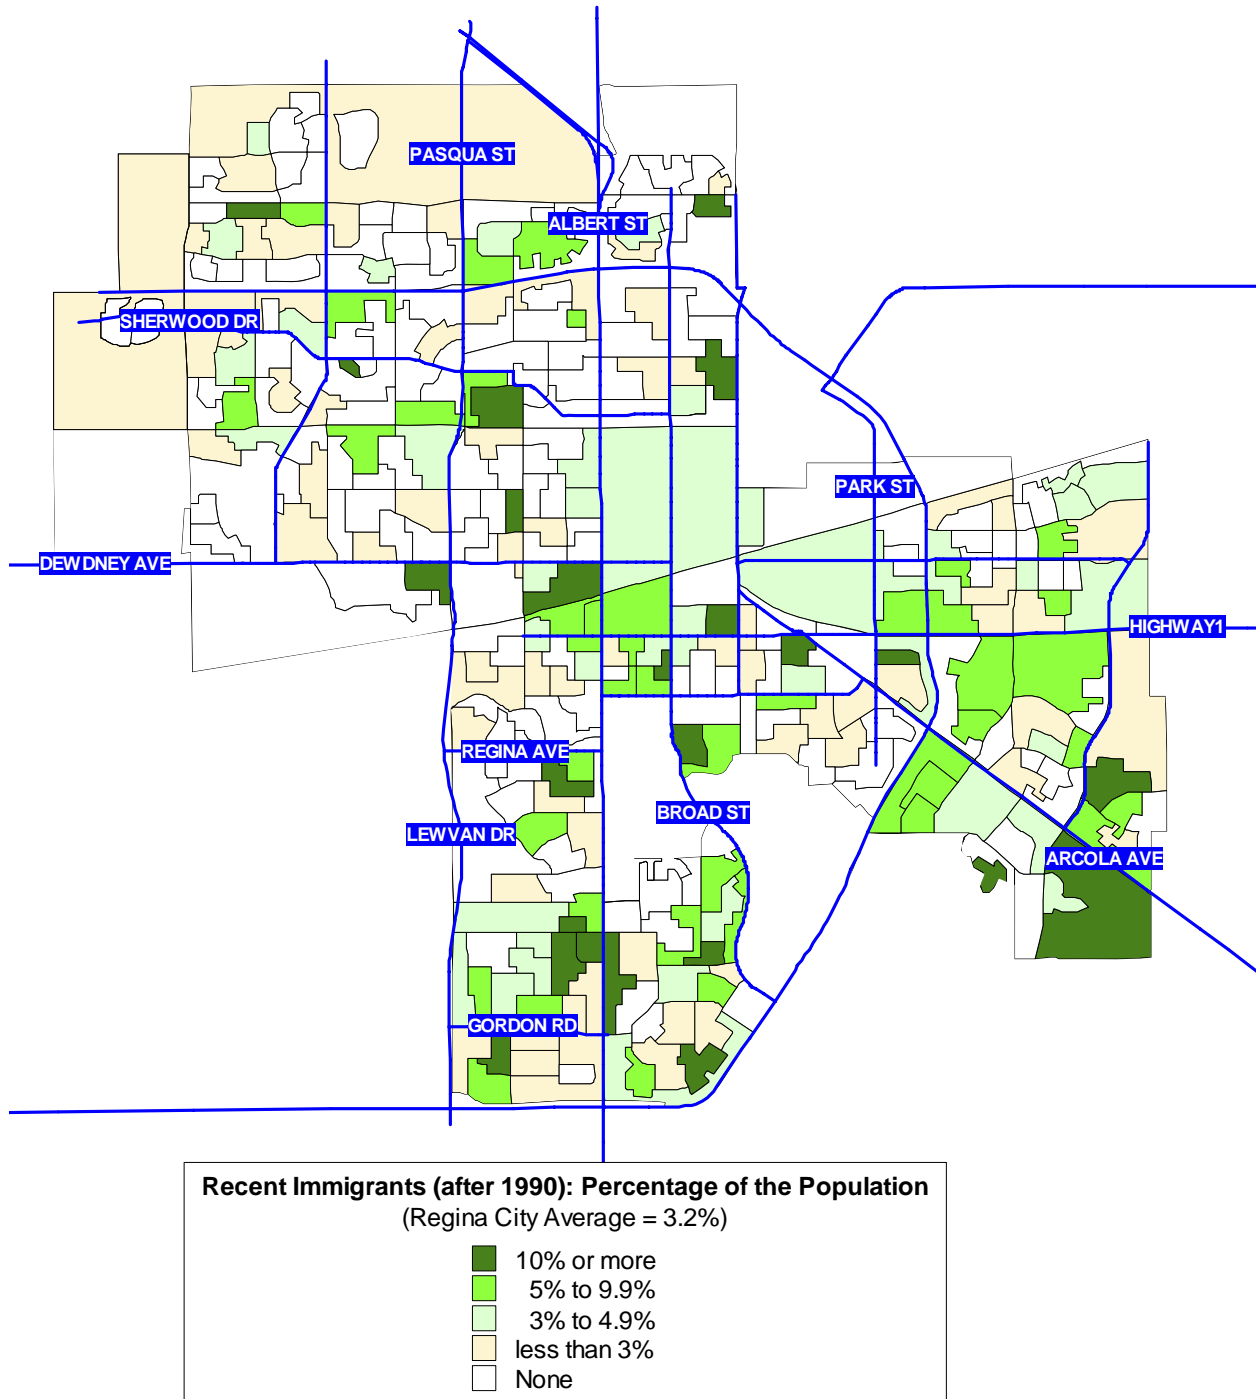 PASQUA ST
ALBERT ST
SHERWOOD DR
PARK ST
DEWDNEY AVE
HIGHWAY1
REGINA AVE
BROAD ST
LEWVAN DR
ARCOLA AVE
GORDON RD
Recent Immigrants (after 1990): Percentage of the Population
(Regina City Average = 3.2%)
10% or more
5% to 9.9%
3% to 4.9%
less than 3%
None